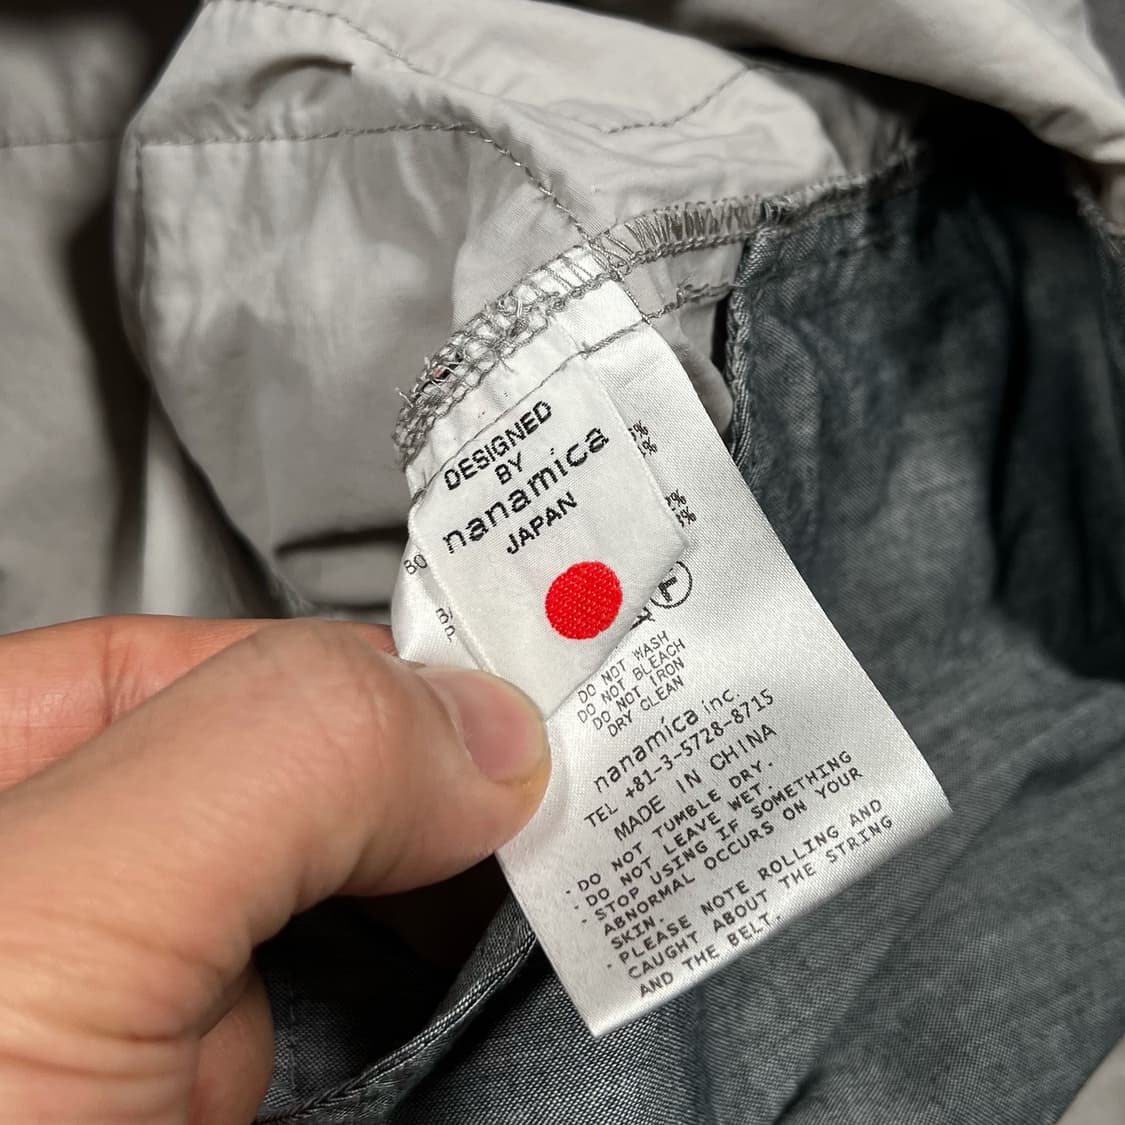 DESIGNED
BY
nanamica
JAPAN
DO NOT WASH
DO NOT BLEACH
DO NOT IRON
DRY CLEAN
nanamica inc.
TEL +81-3-5728-8715
MADE IN CHINA
・DO NOT TUMBLE DRY.
・DO NOT LEAVE WET.
・STOP USING IF SOMETHING
ABNORMAL OCCURS ON YOUR
SKIN.
・PLEASE NOTE ROLLING AND
CAUGHT ABOUT THE STRING
AND THE BELT.